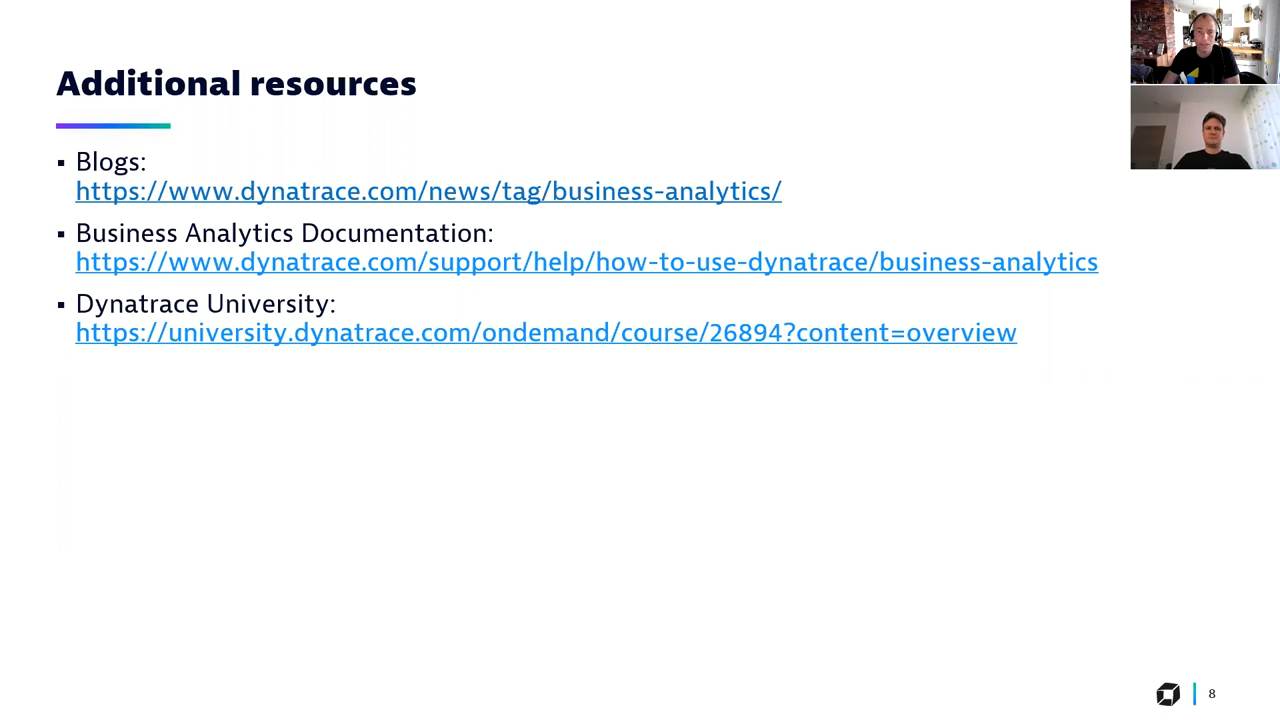 Additional resources
▪ Blogs:
https://www.dynatrace.com/news/tag/business-analytics/
▪ Business Analytics Documentation:
https://www.dynatrace.com/support/help/how-to-use-dynatrace/business-analytics
▪ Dynatrace University:
https://university.dynatrace.com/ondemand/course/26894?content=overview
8